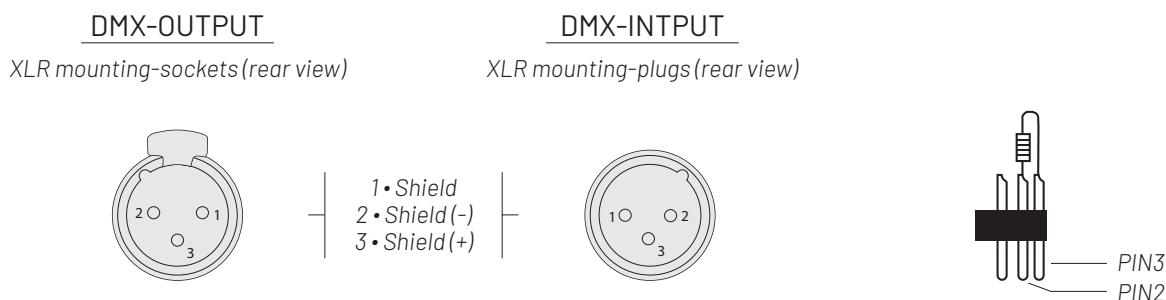 DMX-OUTPUT
XLR mounting-sockets (rear view)
2
1
3
1 • Shield
2 • Shield (-)
3 • Shield (+)
DMX-INTPUT
XLR mounting-plugs (rear view)
1
2
3
PIN3
PIN2